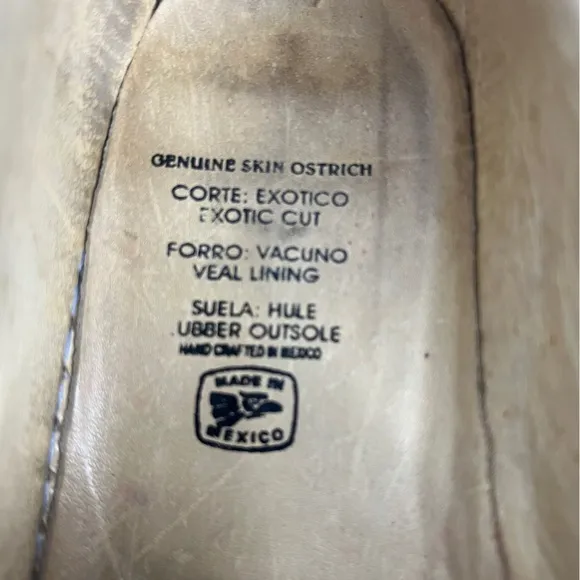 GENUINE SKIN OSTRICH
CORTE: EXOTICO
EXOTIC CUT
FORRO: VACUNO
VEAL LINING
SUELA: HULE
.UBBER OUTSOLE
HAND CRAFTED IN MEXICO
MADE IN
MEXICO